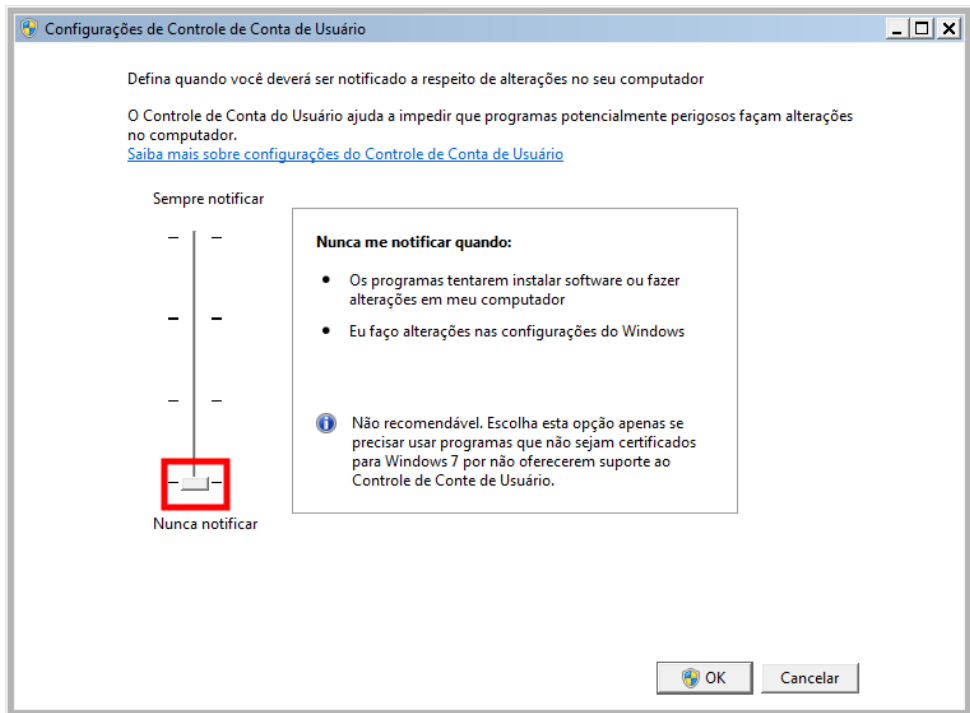 Configurações de Controle de Conta de Usuário
Defina quando você deverá ser notificado a respeito de alterações no seu computador
O Controle de Conta do Usuário ajuda a impedir que programas potencialmente perigosos façam alterações
no computador.
Saiba mais sobre configurações do Controle de Conta de Usuário
Sempre notificar
Nunca me notificar quando:
Os programas tentarem instalar software ou fazer
alterações em meu computador
Eu faço alterações nas configurações do Windows
Não recomendável. Escolha esta opção apenas se
precisar usar programas que não sejam certificados
para Windows 7 por não oferecerem suporte ao
Controle de Conte de Usuário.
Nunca notificar
OK
Cancelar